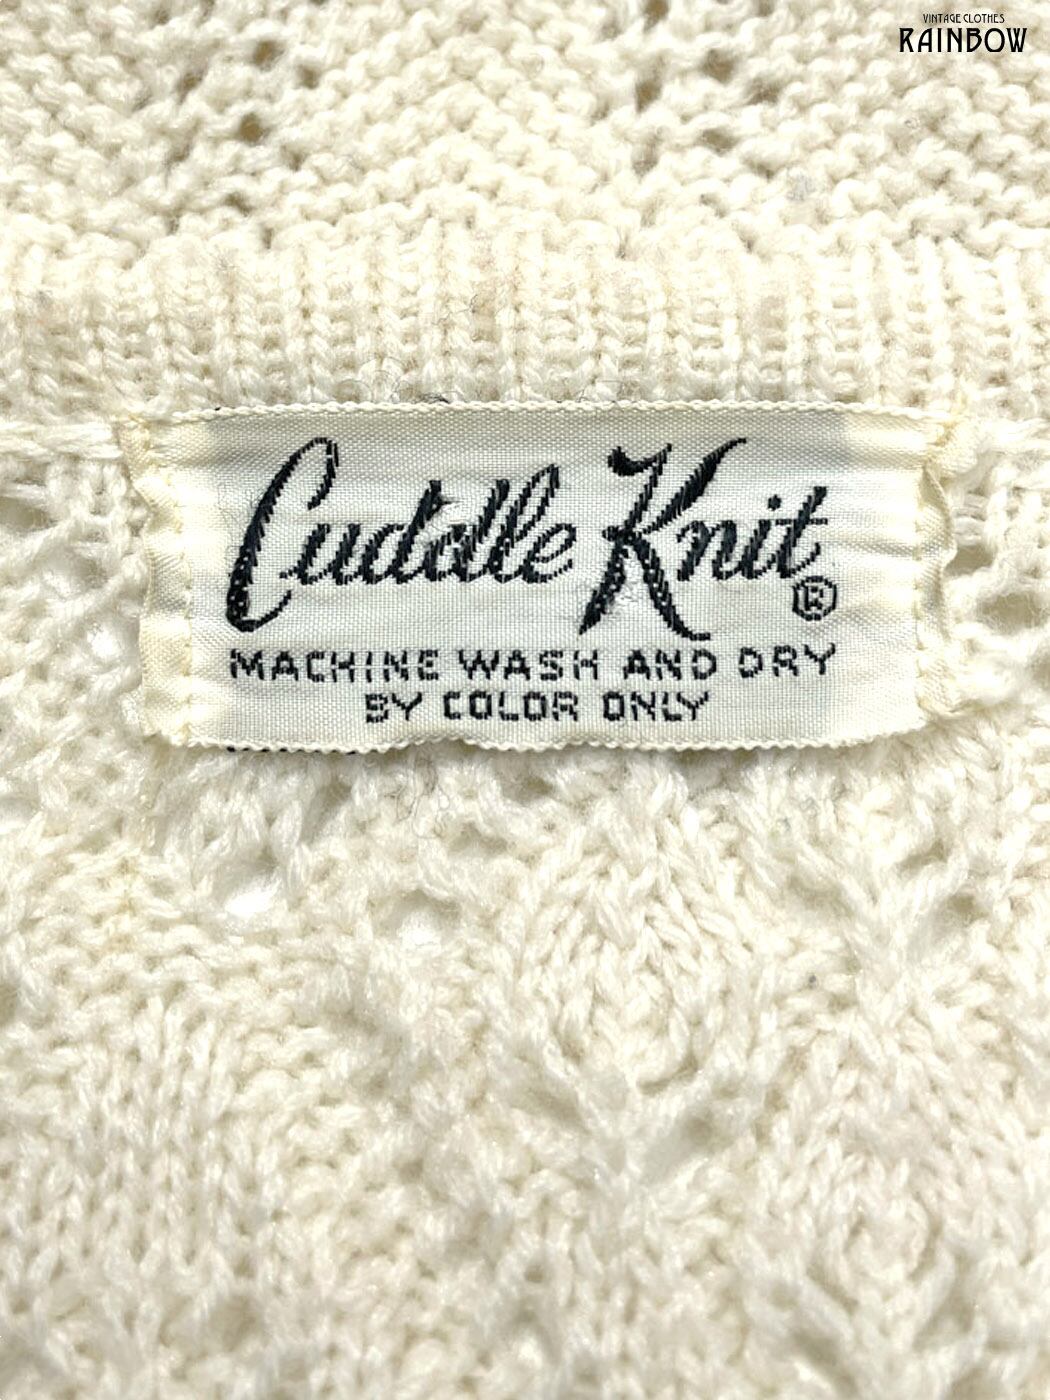 VINTAGE CLOTHES
RAINBOW
Cuddle Knit ®
MACHINE WASH AND DRY
BY COLOR ONLY